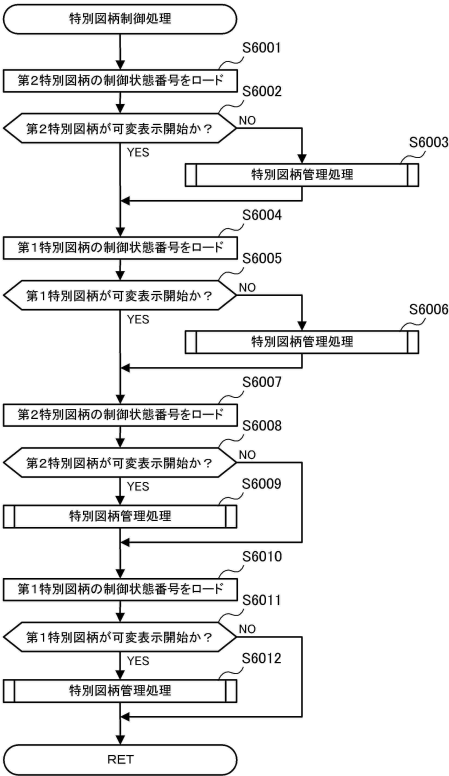 特別図柄制御処理
S6001
第2特別図柄の制御状態番号をロード
S6002
第2特別図柄が可変表示開始か?
NO
YES
S6003
特別図柄管理処理
S6004
第1特別図柄の制御状態番号をロード
S6005
第1特別図柄が可変表示開始か?
NO
YES
S6006
特別図柄管理処理
S6007
第2特別図柄の制御状態番号をロード
S6008
第2特別図柄が可変表示開始か?
NO
YES
S6009
特別図柄管理処理
S6010
第1特別図柄の制御状態番号をロード
S6011
第1特別図柄が可変表示開始か?
NO
YES
S6012
特別図柄管理処理
RET